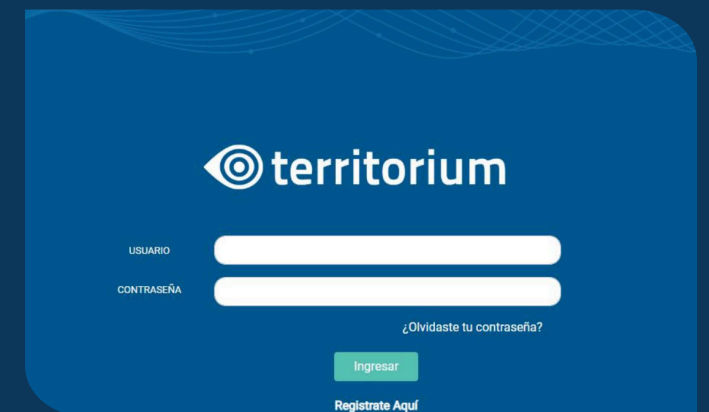 territorium
USUARIO
CONTRASEÑA
¿Olvidaste tu contraseña?
Ingresar
Registrate Aquí